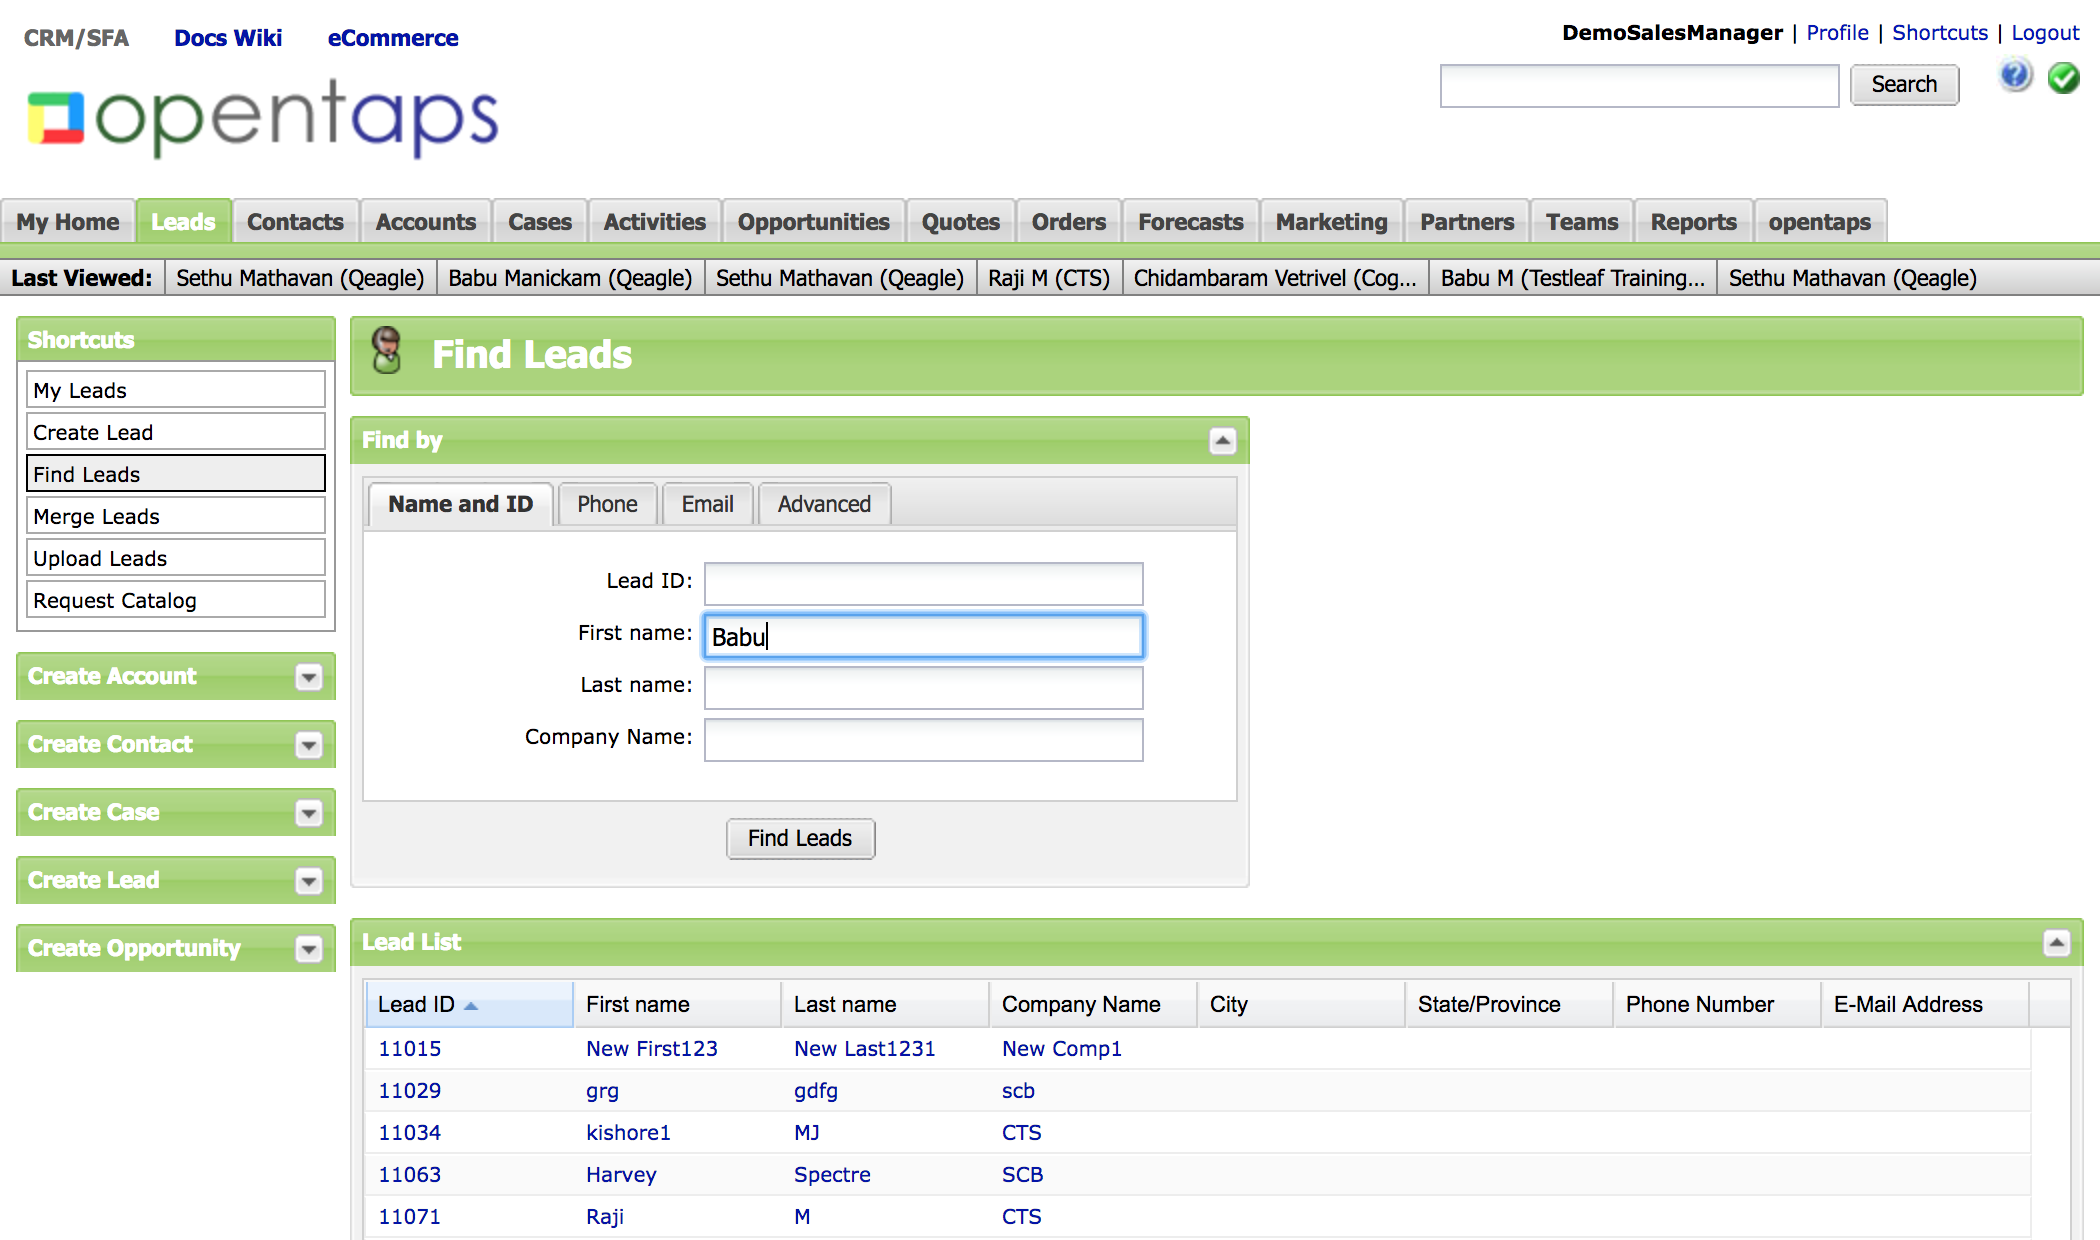 CRM/SFA Docs Wiki eCommerce
DemoSalesManager | Profile | Shortcuts | Logout
Search
opentaps
My Home Leads Contacts Accounts Cases Activities Opportunities Quotes Orders Forecasts Marketing Partners Teams Reports opentaps
Last Viewed: Sethu Mathavan (Qeagle) Babu Manickam (Qeagle) Sethu Mathavan (Qeagle) Raji M (CTS) Chidambaram Vetrivel (Cog... Babu M (Testleaf Training... Sethu Mathavan (Qeagle)
Shortcuts
My Leads
Create Lead
Find Leads
Merge Leads
Upload Leads
Request Catalog
Create Account
Create Contact
Create Case
Create Lead
Create Opportunity
Find Leads
Find by
Name and ID Phone Email Advanced
Lead ID:
First name: Babu
Last name:
Company Name:
Find Leads
Lead List
Lead ID First name Last name Company Name City State/Province Phone Number E-Mail Address
11015 New First123 New Last1231 New Comp1
11029 grg gdfg scb
11034 kishore1 MJ CTS
11063 Harvey Spectre SCB
11071 Raji M CTS